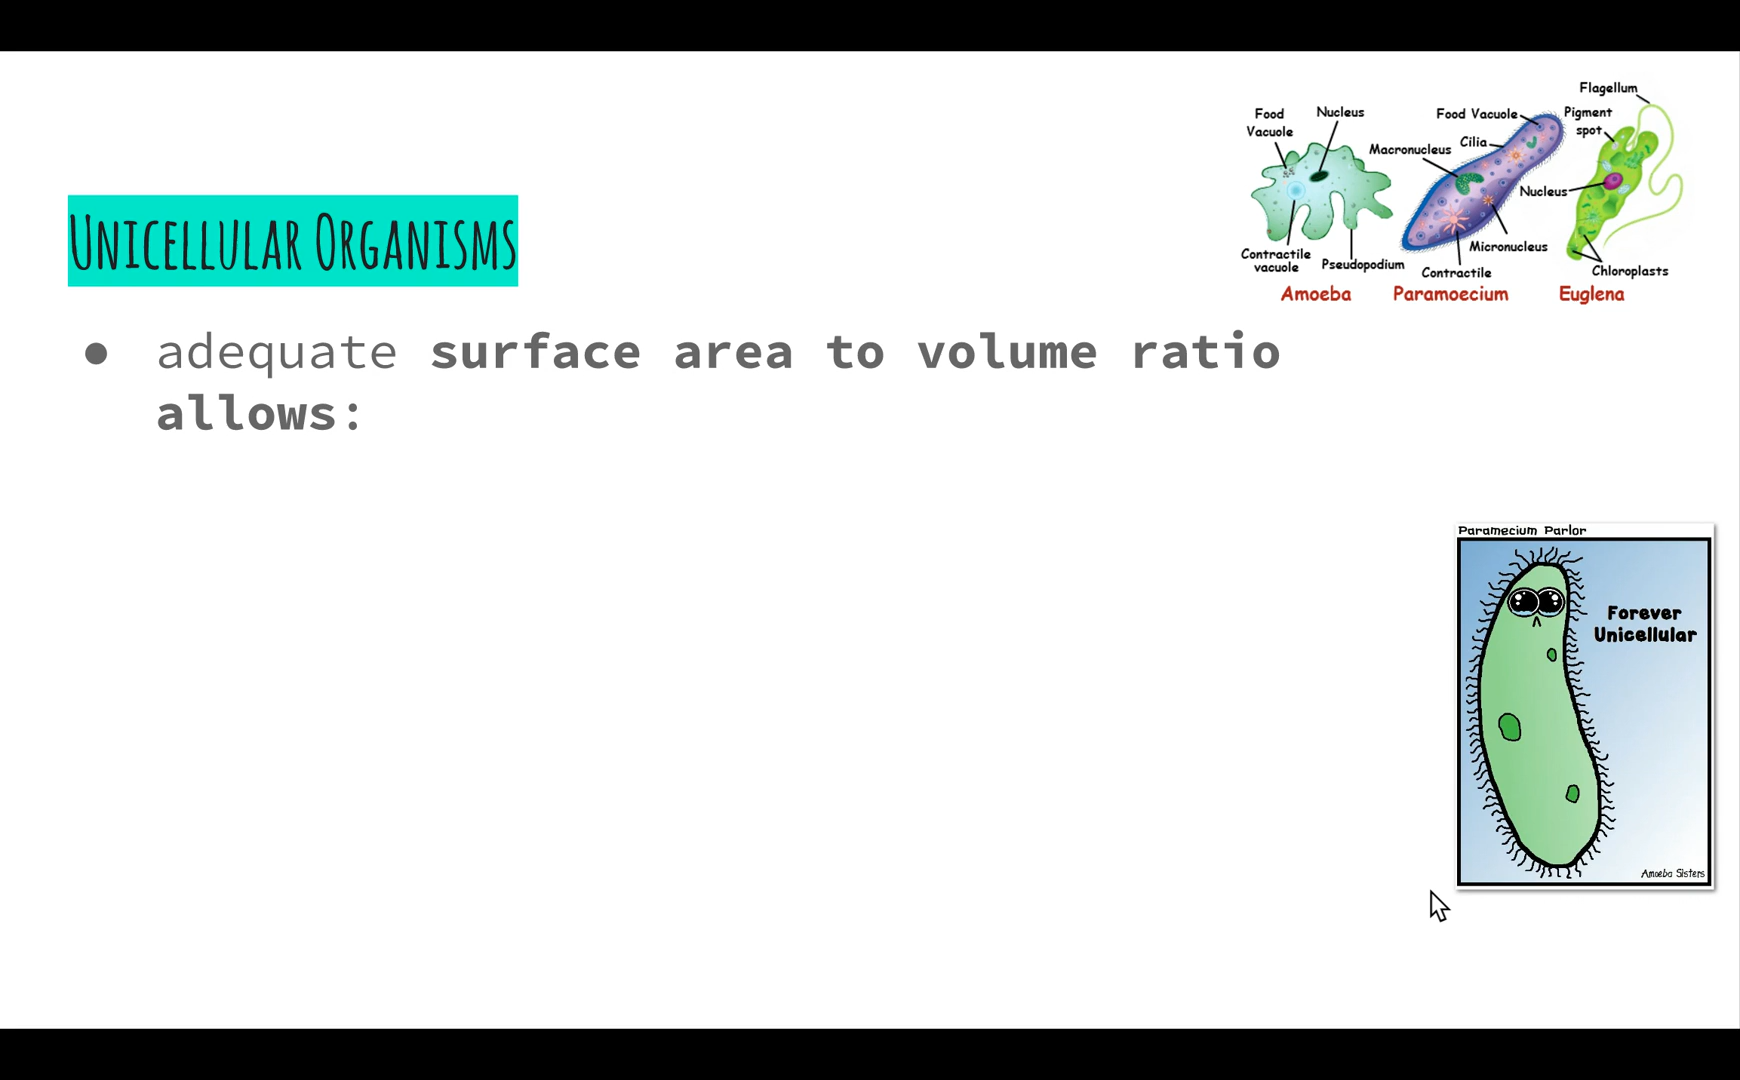 Flagellum
Food Vacuole
Nucleus
Food Vacuole
Pigment spot
Cilia
Macronucleus
Nucleus
Micronucleus
Contractile vacuole
Pseudopodium
Contractile
Chloroplasts
Amoeba
Paramoecium
Euglena
Unicellular Organisms
● adequate surface area to volume ratio
allows:
Paramecium Parlor
Forever
Unicellular
Amoeba Sisters